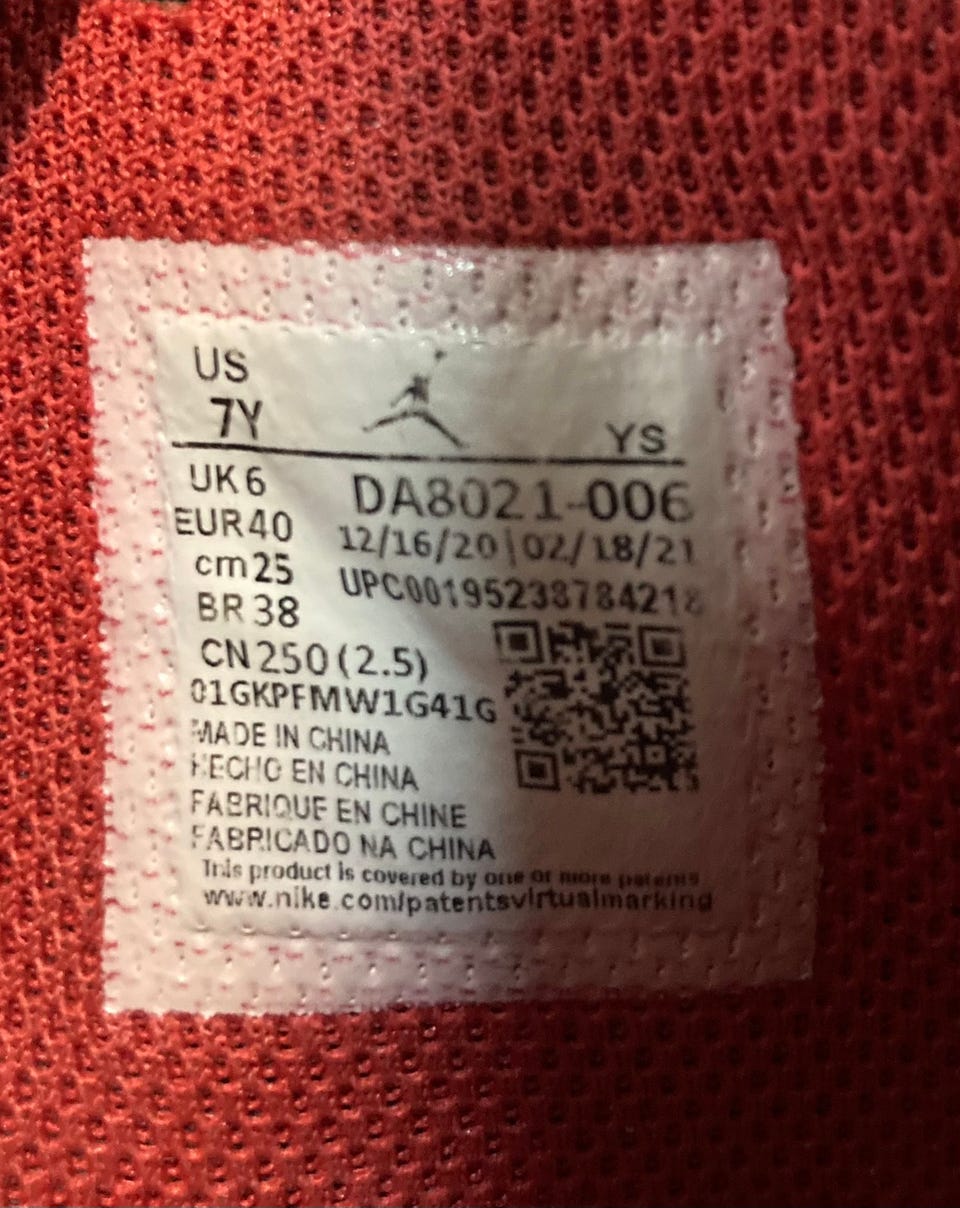 US
7Y
YS
UK 6
DA8021-006
EUR 40
12/16/20|02/18/21
cm 25
UPC00195238784218
BR 38
CN 250 (2.5)
01GKPFMW1G41G
MADE IN CHINA
HECHO EN CHINA
FABRIQUE EN CHINE
FABRICADO NA CHINA
This product is covered by one or more patents
www.nike.com/patentsvirtualmarking